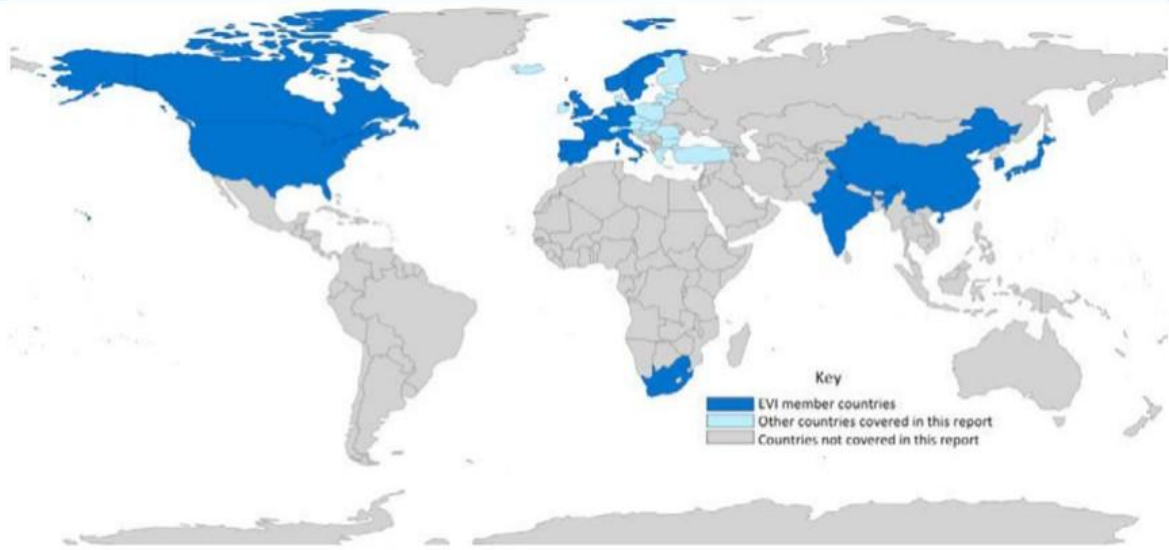 Key
EVI member countries
Other countries covered in this report
Countries not covered in this report